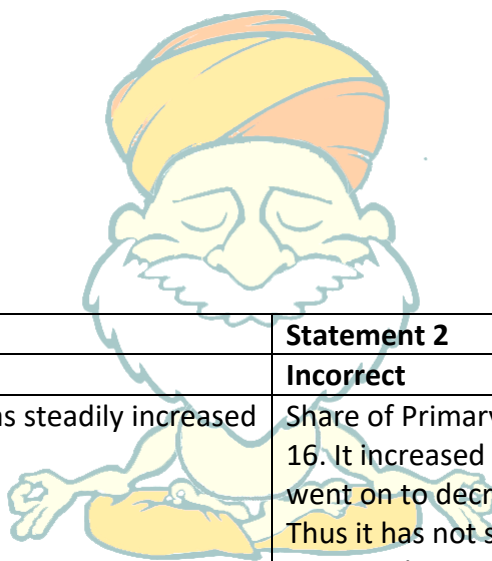 Statement 2
Incorrect
steadily increased
Share of Primary
16. It increased
went on to decr
Thus it has not s